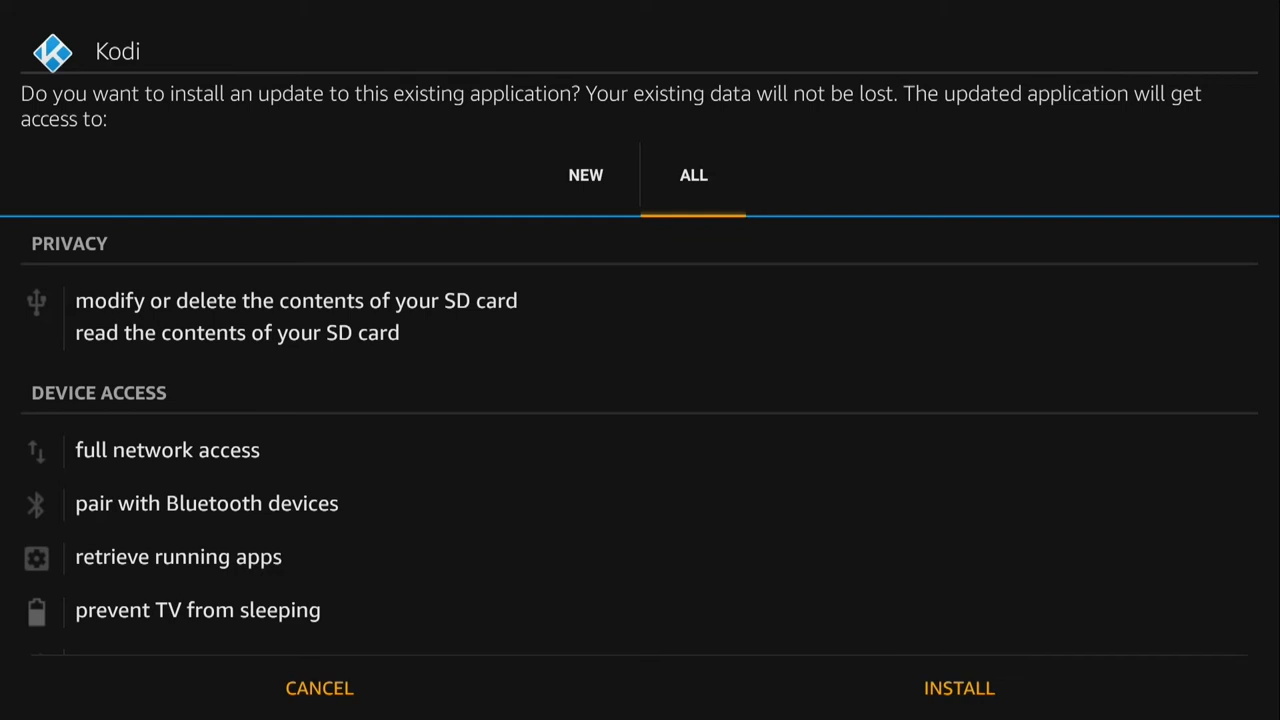 Kodi
Do you want to install an update to this existing application? Your existing data will not be lost. The updated application will get
access to:
NEW
ALL
PRIVACY
modify or delete the contents of your SD card
read the contents of your SD card
DEVICE ACCESS
full network access
pair with Bluetooth devices
retrieve running apps
prevent TV from sleeping
CANCEL
INSTALL